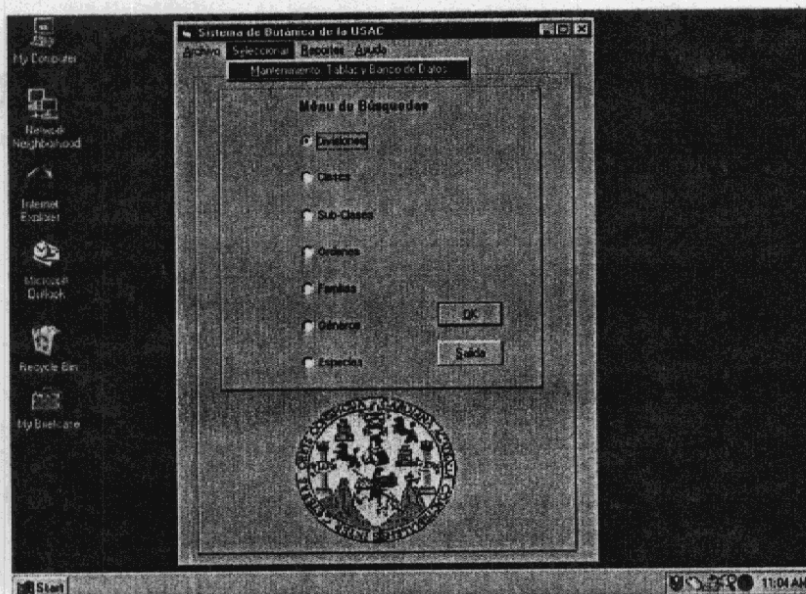 Sistema de Botánica de la USAC
Archivo Seleccionar Reportes Ayuda
Mantenimiento Tablas y Banco de Datos
Menu de Búsquedas
Divisiones
Clases
Sub-Clases
Ordenes
Familias
Géneros
Especies
OK
Salida
My Computer
Network
Neighborhood
Internet
Explorer
Microsoft
Outlook
Recycle Bin
My Briefcase
Start
11:04 AM